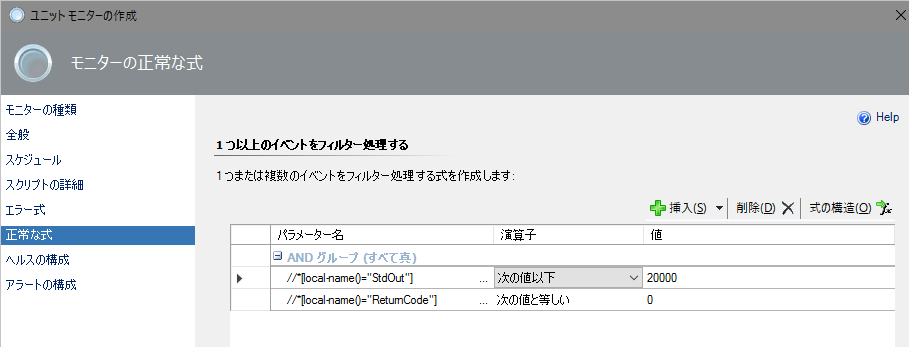 ユニット モニターの作成
モニターの正常な式
モニターの種類
全般
スケジュール
スクリプトの詳細
エラー式
正常な式
ヘルスの構成
アラートの構成
Help
1 つ以上のイベントをフィルター処理する
1 つまたは複数のイベントをフィルター処理する式を作成します:
挿入(S) 削除(D) 式の構造(O)
パラメーター名 演算子 値
AND グループ (すべて真)
//*[local-name()="StdOut"] ... 次の値以下 20000
//*[local-name()="ReturnCode"] ... 次の値と等しい 0